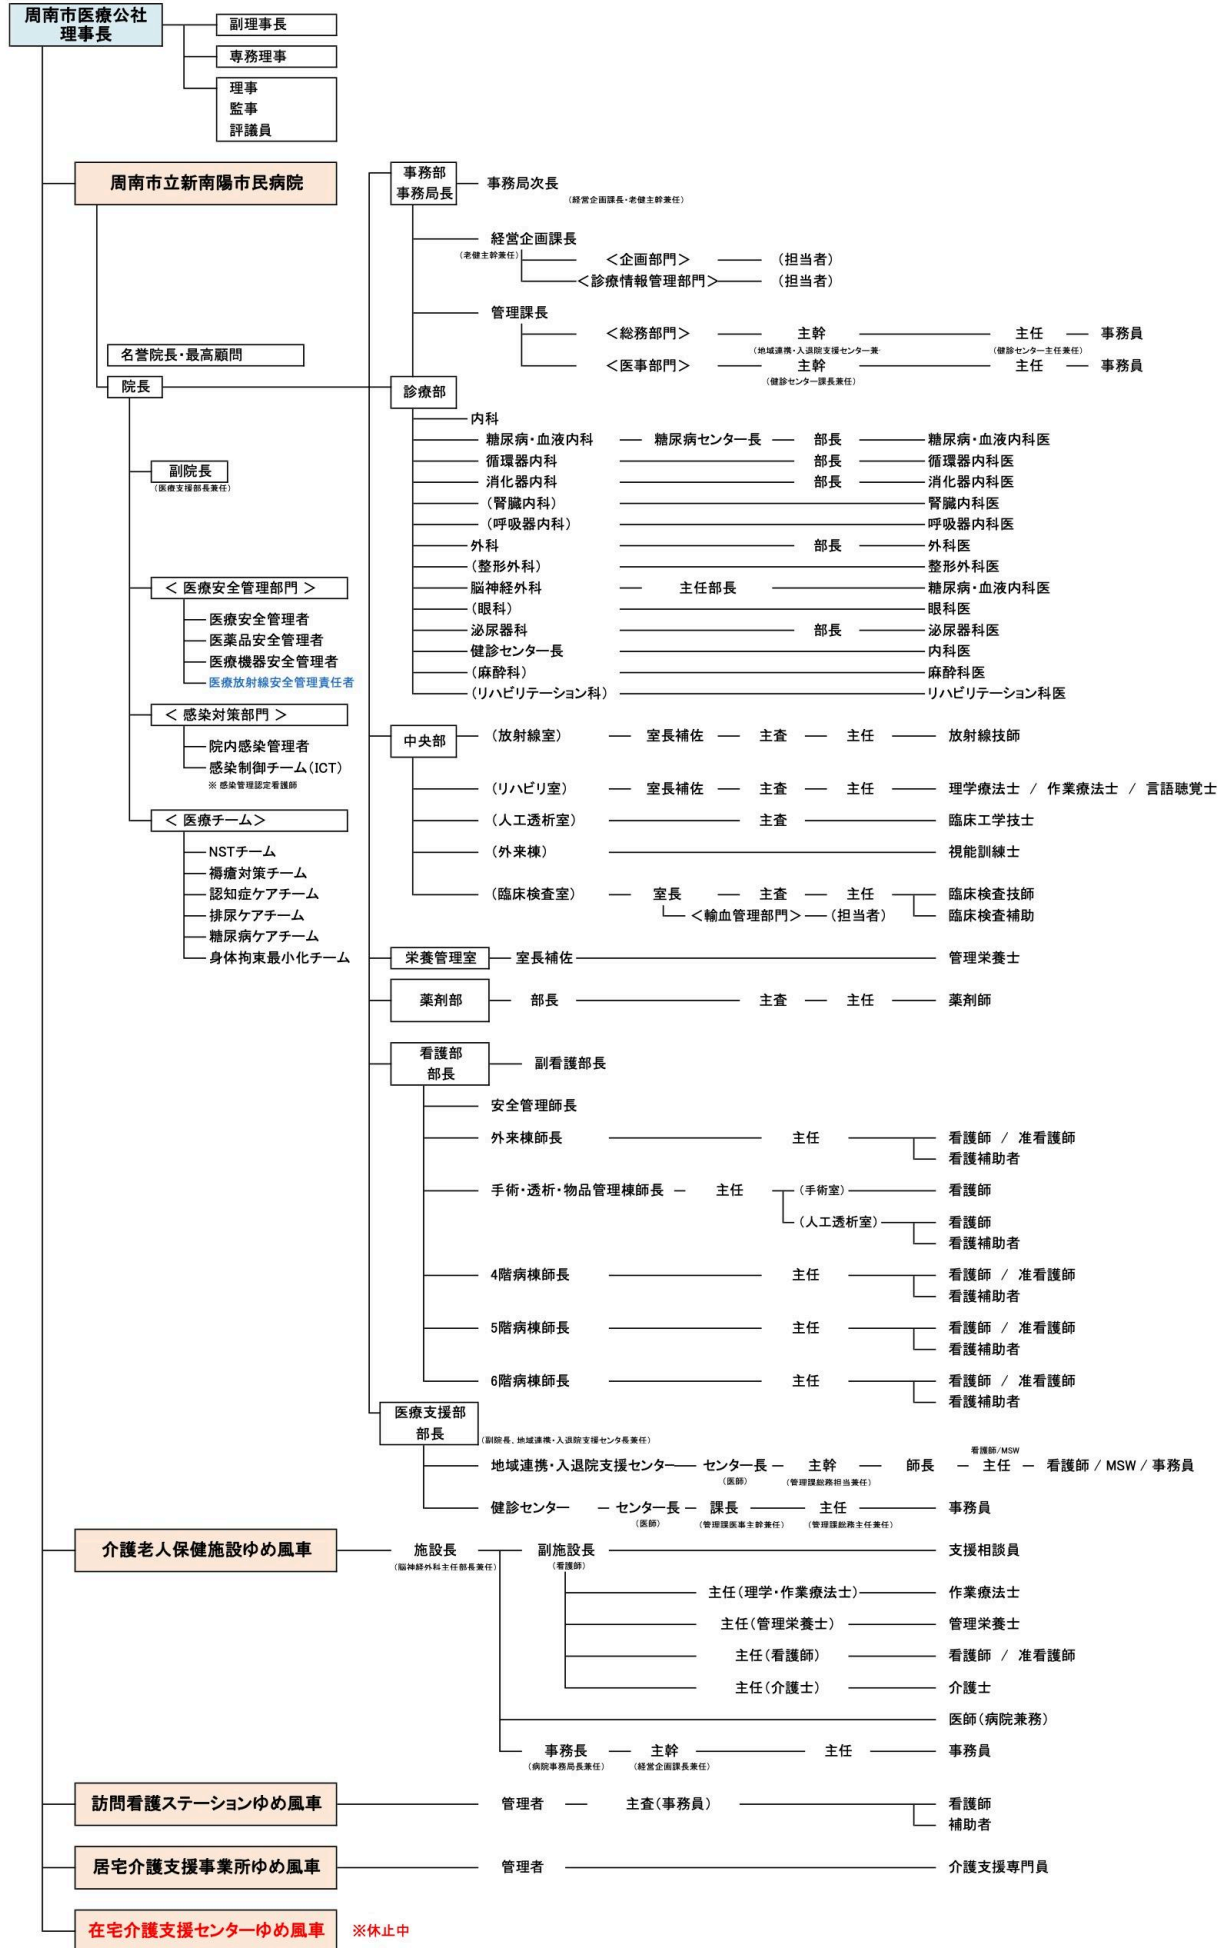 周南市医療公社
理事長
副理事長
専務理事
理事
監事
評議員
周南市立新南陽市民病院
名誉院長・最高顧問
院長
副院長
(医療支援部長兼任)
＜ 医療安全管理部門 ＞
医療安全管理者
医薬品安全管理者
医療機器安全管理者
医療放射線安全管理責任者
＜ 感染対策部門 ＞
院内感染管理者
感染制御チーム(ICT)
※ 感染管理認定看護師
＜ 医療チーム＞
NSTチーム
褥瘡対策チーム
認知症ケアチーム
排尿ケアチーム
糖尿病ケアチーム
身体拘束最小化チーム
事務部
事務局長
事務局次長
(経営企画課長・老健主幹兼任)
経営企画課長
(老健主幹兼任)
＜企画部門＞ (担当者)
＜診療情報管理部門＞ (担当者)
管理課長
＜総務部門＞ 主幹 主任 事務員
(地域連携・入退院支援センター兼 (健診センター主任兼任)
＜医事部門＞ 主幹 主任 事務員
(健診センター課長兼任)
診療部
内科
糖尿病・血液内科 糖尿病センター長 部長 糖尿病・血液内科医
循環器内科 部長 循環器内科医
消化器内科 部長 消化器内科医
(腎臓内科) 腎臓内科医
(呼吸器内科) 呼吸器内科医
外科 部長 外科医
(整形外科) 整形外科医
脳神経外科 主任部長 糖尿病・血液内科医
(眼科) 眼科医
泌尿器科 部長 泌尿器科医
健診センター長 内科医
(麻酔科) 麻酔科医
(リハビリテーション科) リハビリテーション科医
中央部
(放射線室) 室長補佐 主査 主任 放射線技師
(リハビリ室) 室長補佐 主査 主任 理学療法士 / 作業療法士 / 言語聴覚士
(人工透析室) 主査 臨床工学技士
(外来棟) 視能訓練士
(臨床検査室) 室長 主査 主任 臨床検査技師
＜輸血管理部門＞ (担当者) 臨床検査補助
栄養管理室 室長補佐 管理栄養士
薬剤部 部長 主査 主任 薬剤師
看護部
部長
副看護部長
安全管理師長
外来棟師長 主任 看護師 / 准看護師
看護補助者
手術・透析・物品管理棟師長 主任 (手術室) 看護師
(人工透析室) 看護師
看護補助者
4階病棟師長 主任 看護師 / 准看護師
看護補助者
5階病棟師長 主任 看護師 / 准看護師
看護補助者
6階病棟師長 主任 看護師 / 准看護師
看護補助者
医療支援部
部長
(副院長、地域連携・入退院支援センタ長兼任)
看護師/MSW
地域連携・入退院支援センター センター長 主幹 師長 主任 看護師 / MSW / 事務員
(医師) (管理課総務担当兼任)
健診センター センター長 課長 主任 事務員
(医師) (管理課医事主幹兼任) (管理課総務主任兼任)
介護老人保健施設ゆめ風車 施設長 副施設長 支援相談員
(脳神経外科主任部長兼任) (看護師)
主任(理学・作業療法士) 作業療法士
主任(管理栄養士) 管理栄養士
主任(看護師) 看護師 / 准看護師
主任(介護士) 介護士
医師(病院兼務)
事務長 主幹 主任 事務員
(病院事務局長兼任) (経営企画課長兼任)
訪問看護ステーションゆめ風車 管理者 主査(事務員) 看護師
補助者
居宅介護支援事業所ゆめ風車 管理者 介護支援専門員
在宅介護支援センターゆめ風車 ※休止中